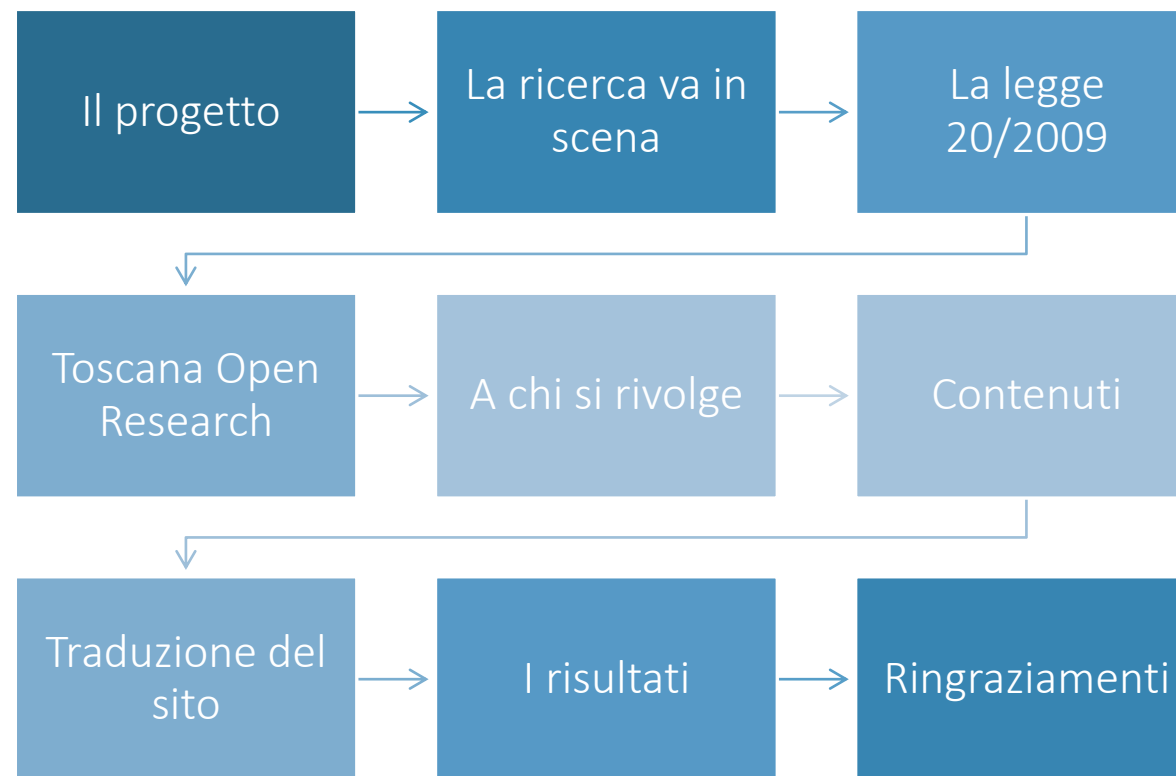 Il progetto
La ricerca va in
scena
La legge
20/2009
Toscana Open
Research
A chi si rivolge
Contenuti
Traduzione del
sito
I risultati
Ringraziamenti